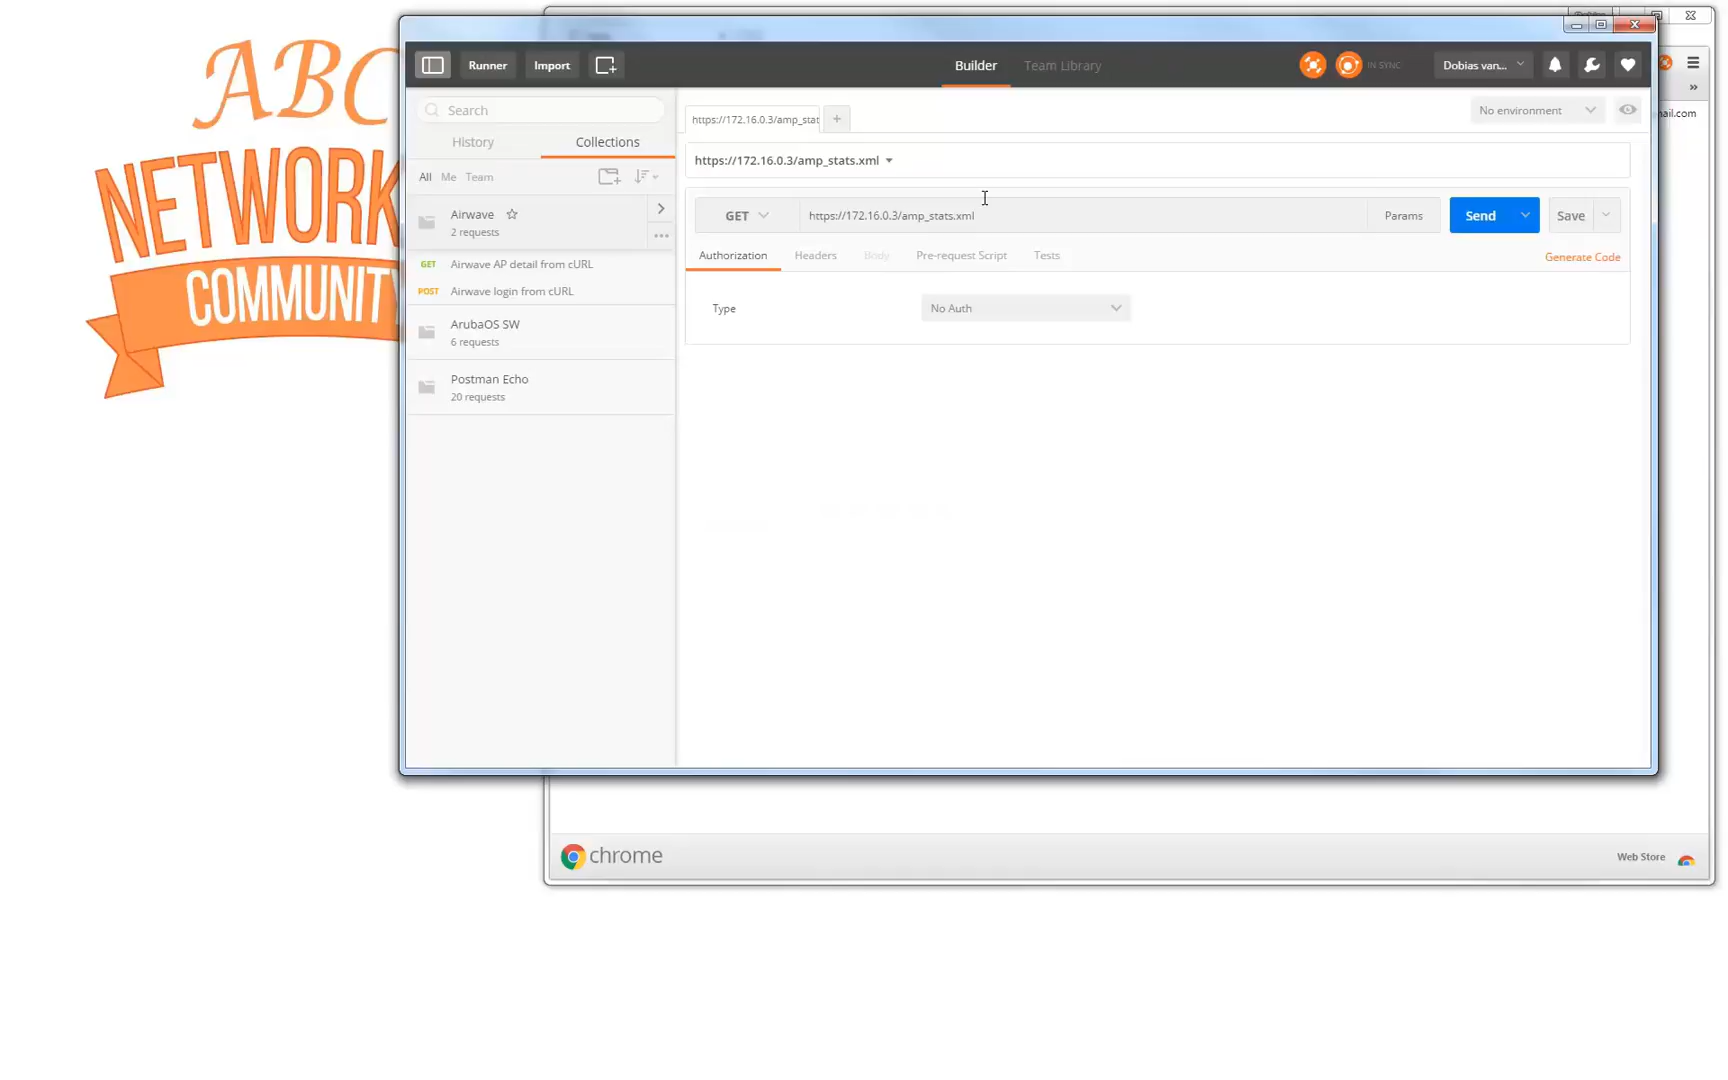 ABC
NETWORK
COMMUNITY
Runner
Import
Builder
Team Library
IN SYNC
Dobias van...
Search
History
Collections
All
Me
Team
Airwave
2 requests
GET Airwave AP detail from cURL
POST Airwave login from cURL
ArubaOS SW
6 requests
Postman Echo
20 requests
https://172.16.0.3/amp_stat
+
No environment
https://172.16.0.3/amp_stats.xml
GET
https://172.16.0.3/amp_stats.xml
Params
Send
Save
Authorization
Headers
Body
Pre-request Script
Tests
Generate Code
Type
No Auth
»
ail.com
chrome
Web Store